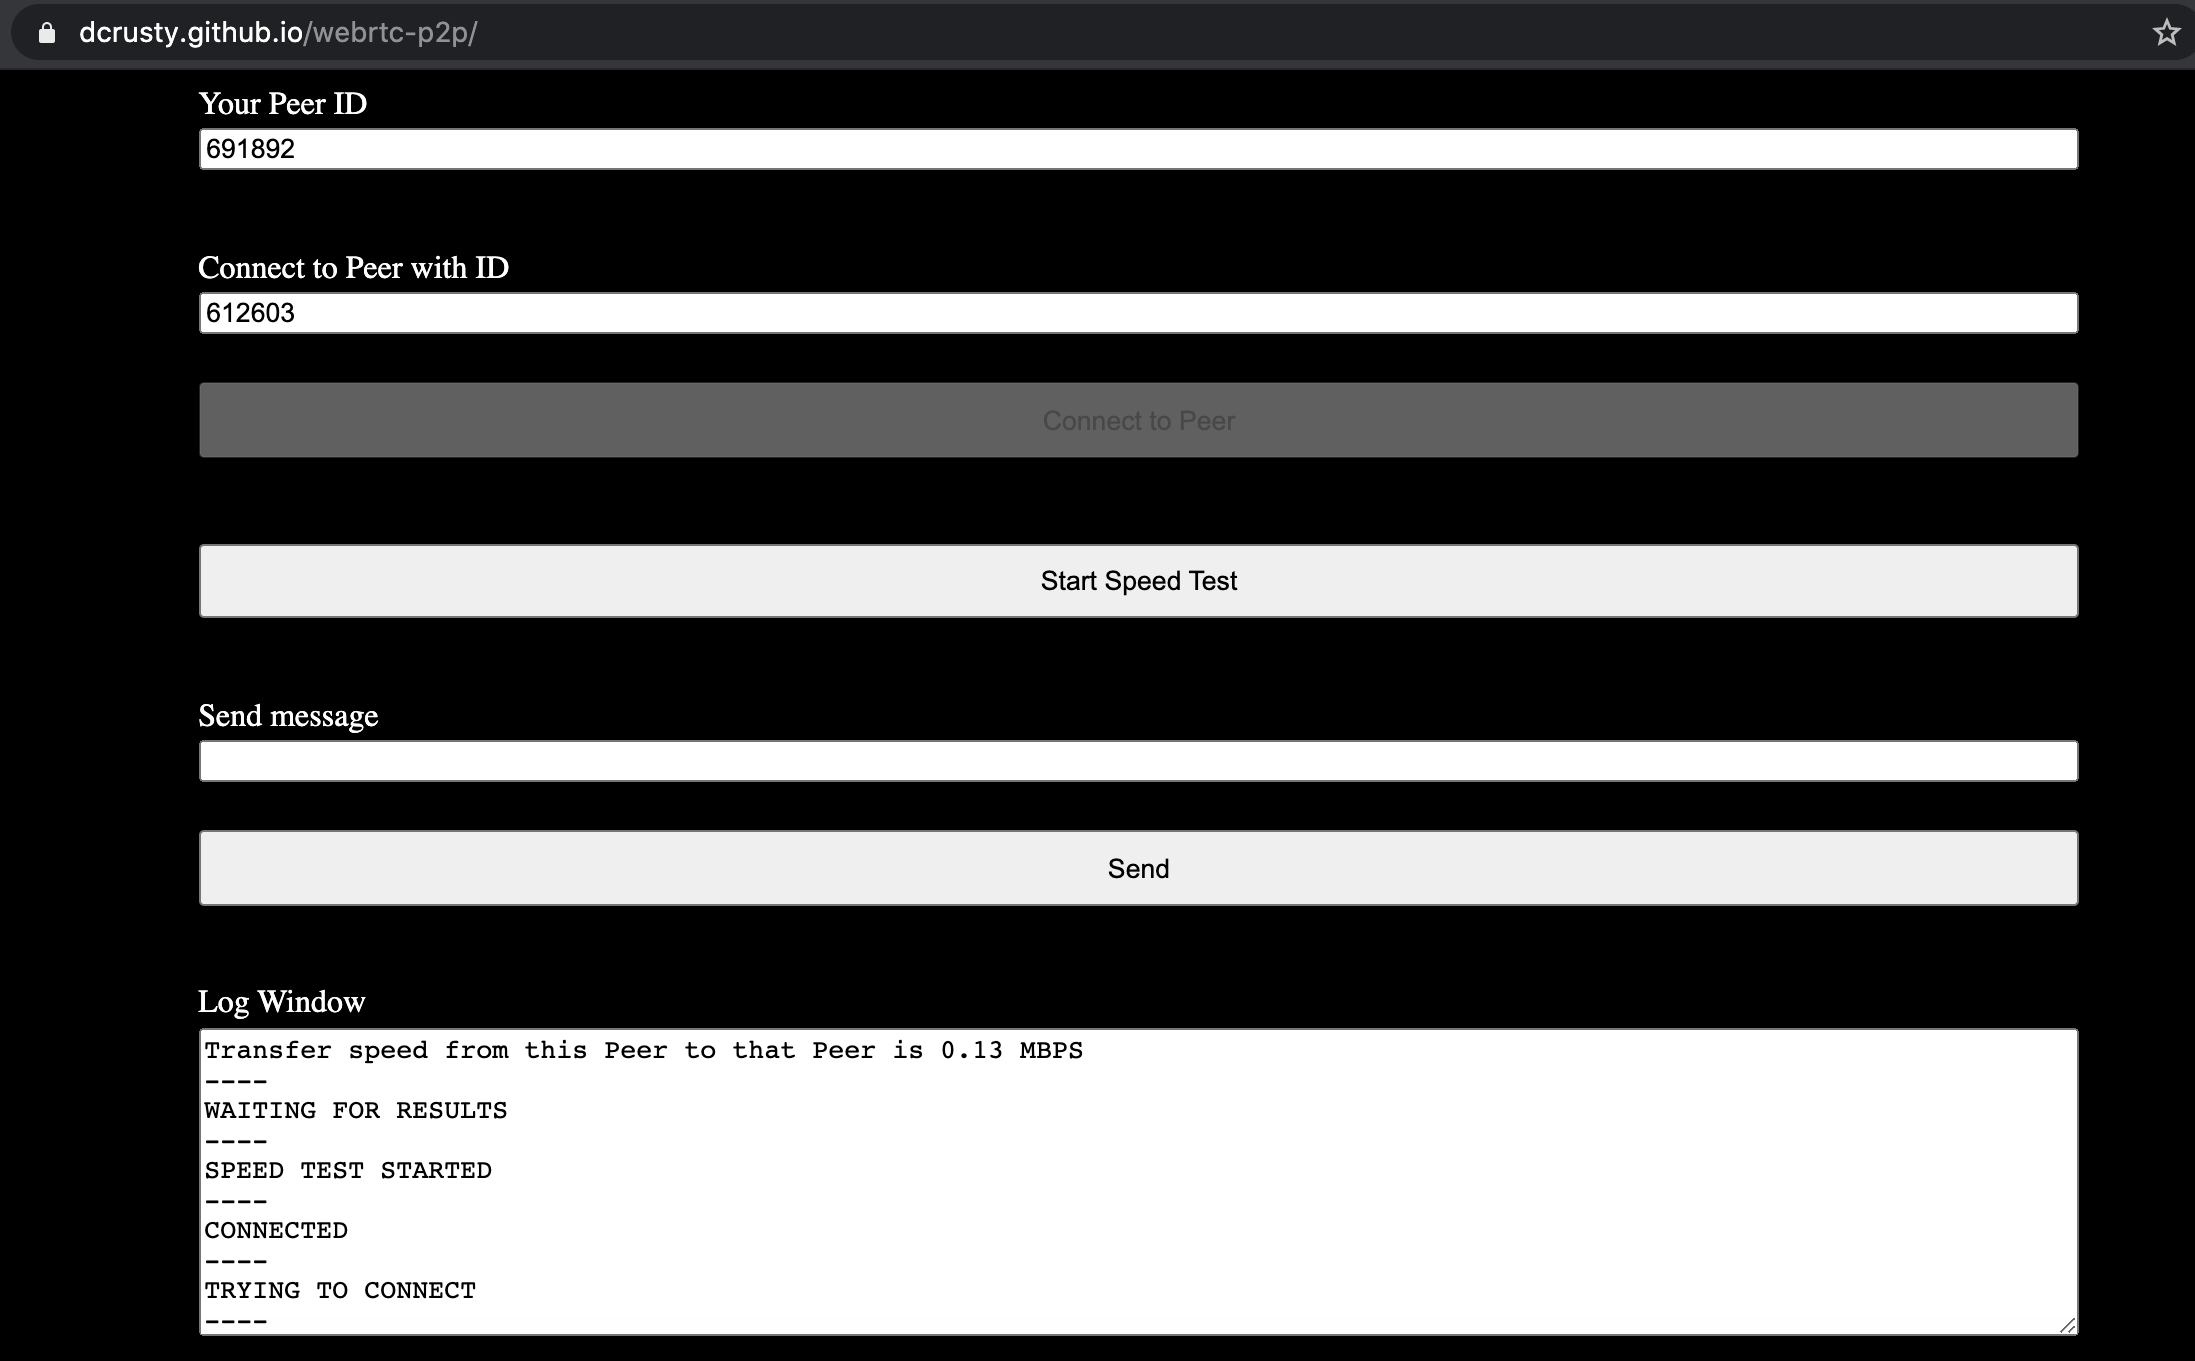 dcrusty.github.io/webrtc-p2p/
Your Peer ID
691892
Connect to Peer with ID
612603
Connect to Peer
Start Speed Test
Send message
Send
Log Window
Transfer speed from this Peer to that Peer is 0.13 MBPS
----
WAITING FOR RESULTS
----
SPEED TEST STARTED
----
CONNECTED
----
TRYING TO CONNECT
----